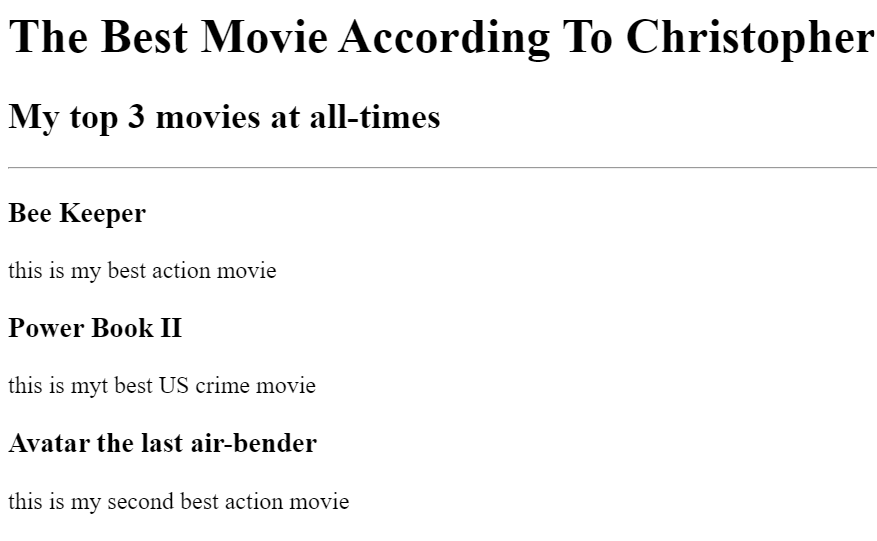 The Best Movie According To Christopher
My top 3 movies at all-times
Bee Keeper
this is my best action movie
Power Book II
this is myt best US crime movie
Avatar the last air-bender
this is my second best action movie